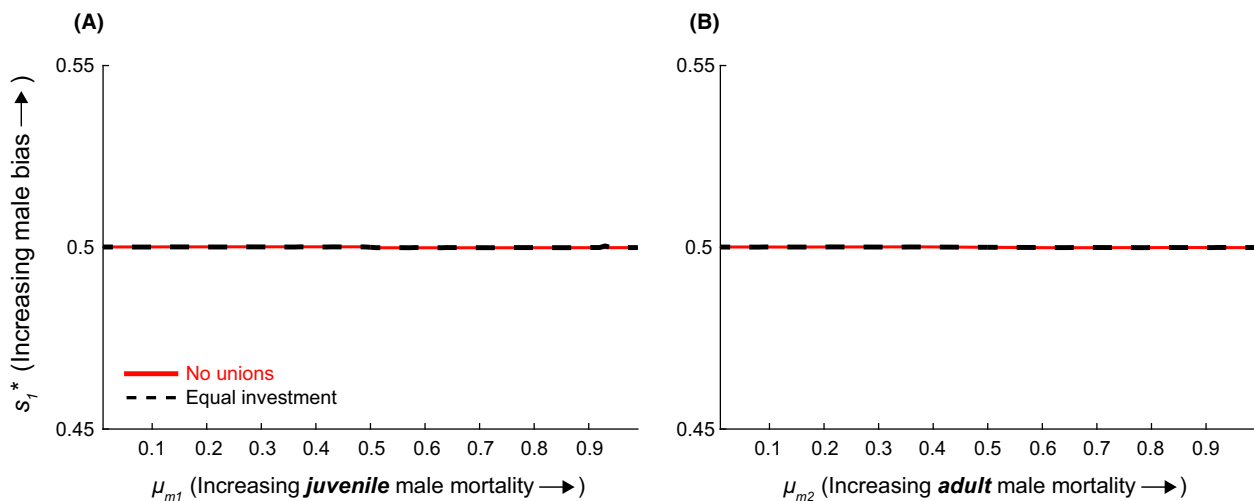 (A)
(B)
s₁* (Increasing male bias ⟶)
0.55
0.5
0.45
No unions
Equal investment
0.1 0.2 0.3 0.4 0.5 0.6 0.7 0.8 0.9
μₘ₁ (Increasing juvenile male mortality ⟶)
0.55
0.5
0.45
0.1 0.2 0.3 0.4 0.5 0.6 0.7 0.8 0.9
μₘ₂ (Increasing adult male mortality ⟶)